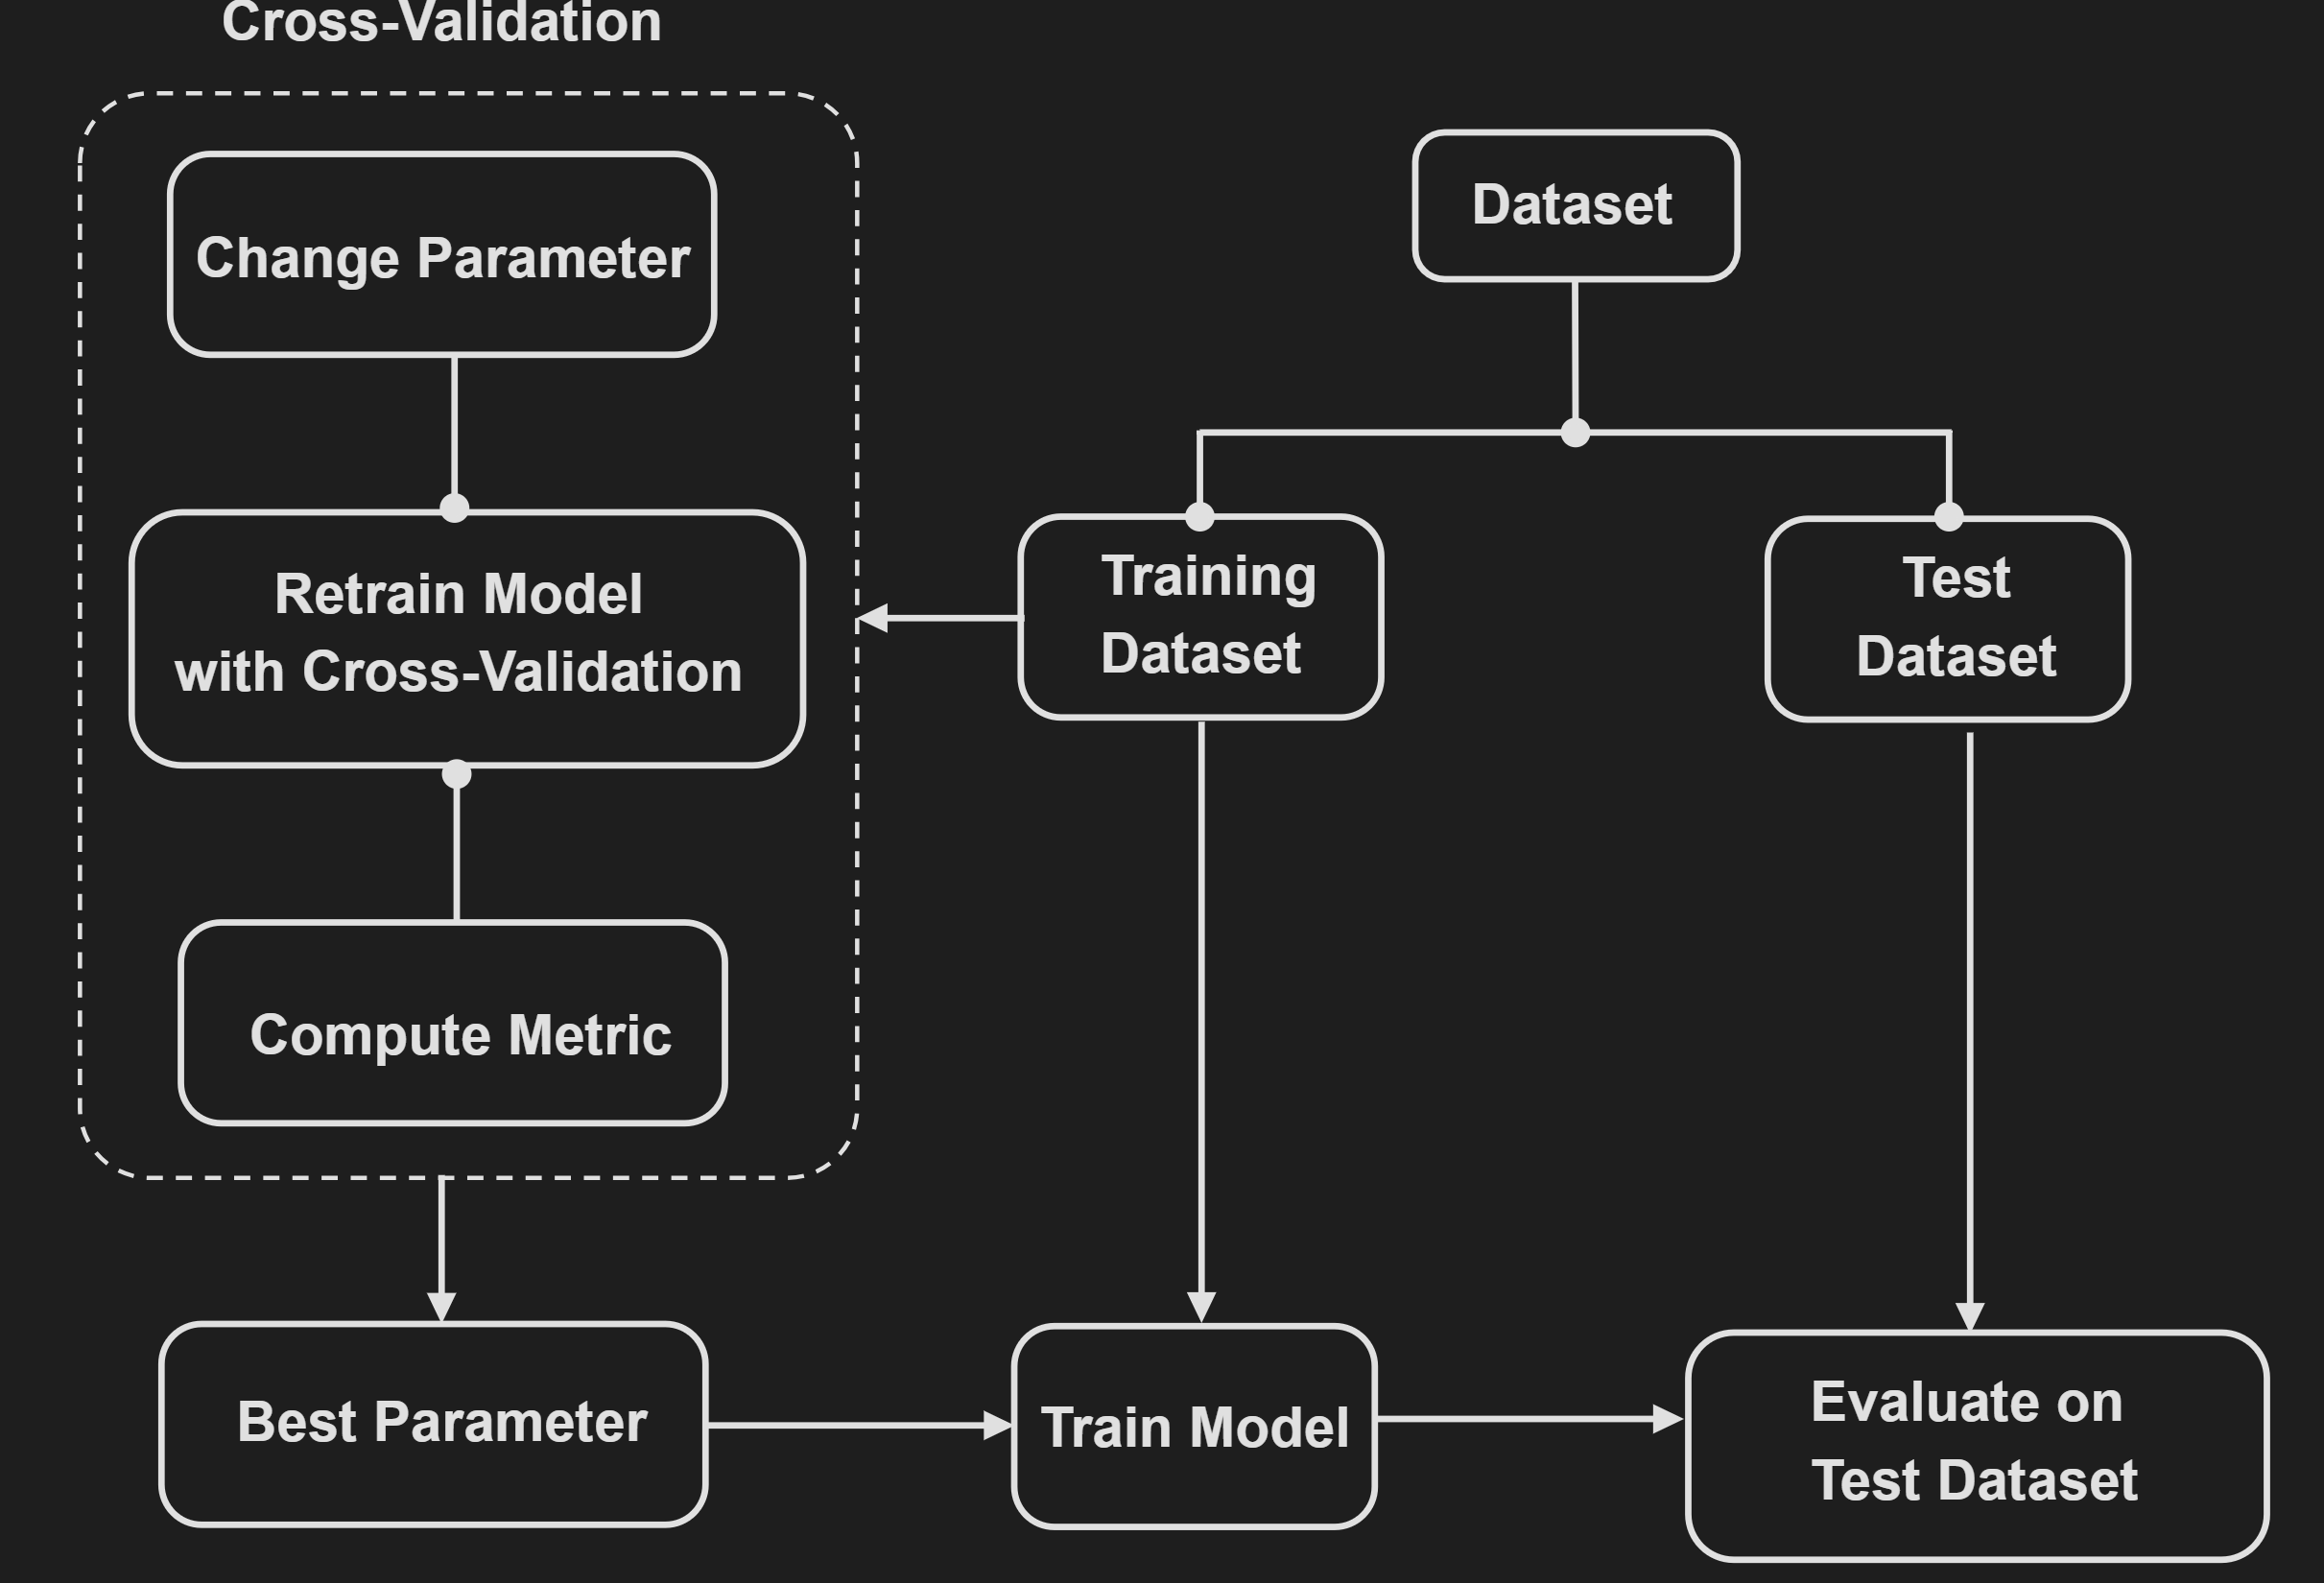 Cross-Validation
Change Parameter
Dataset
Retrain Model
with Cross-Validation
Training
Dataset
Test
Dataset
Compute Metric
Best Parameter
Train Model
Evaluate on
Test Dataset